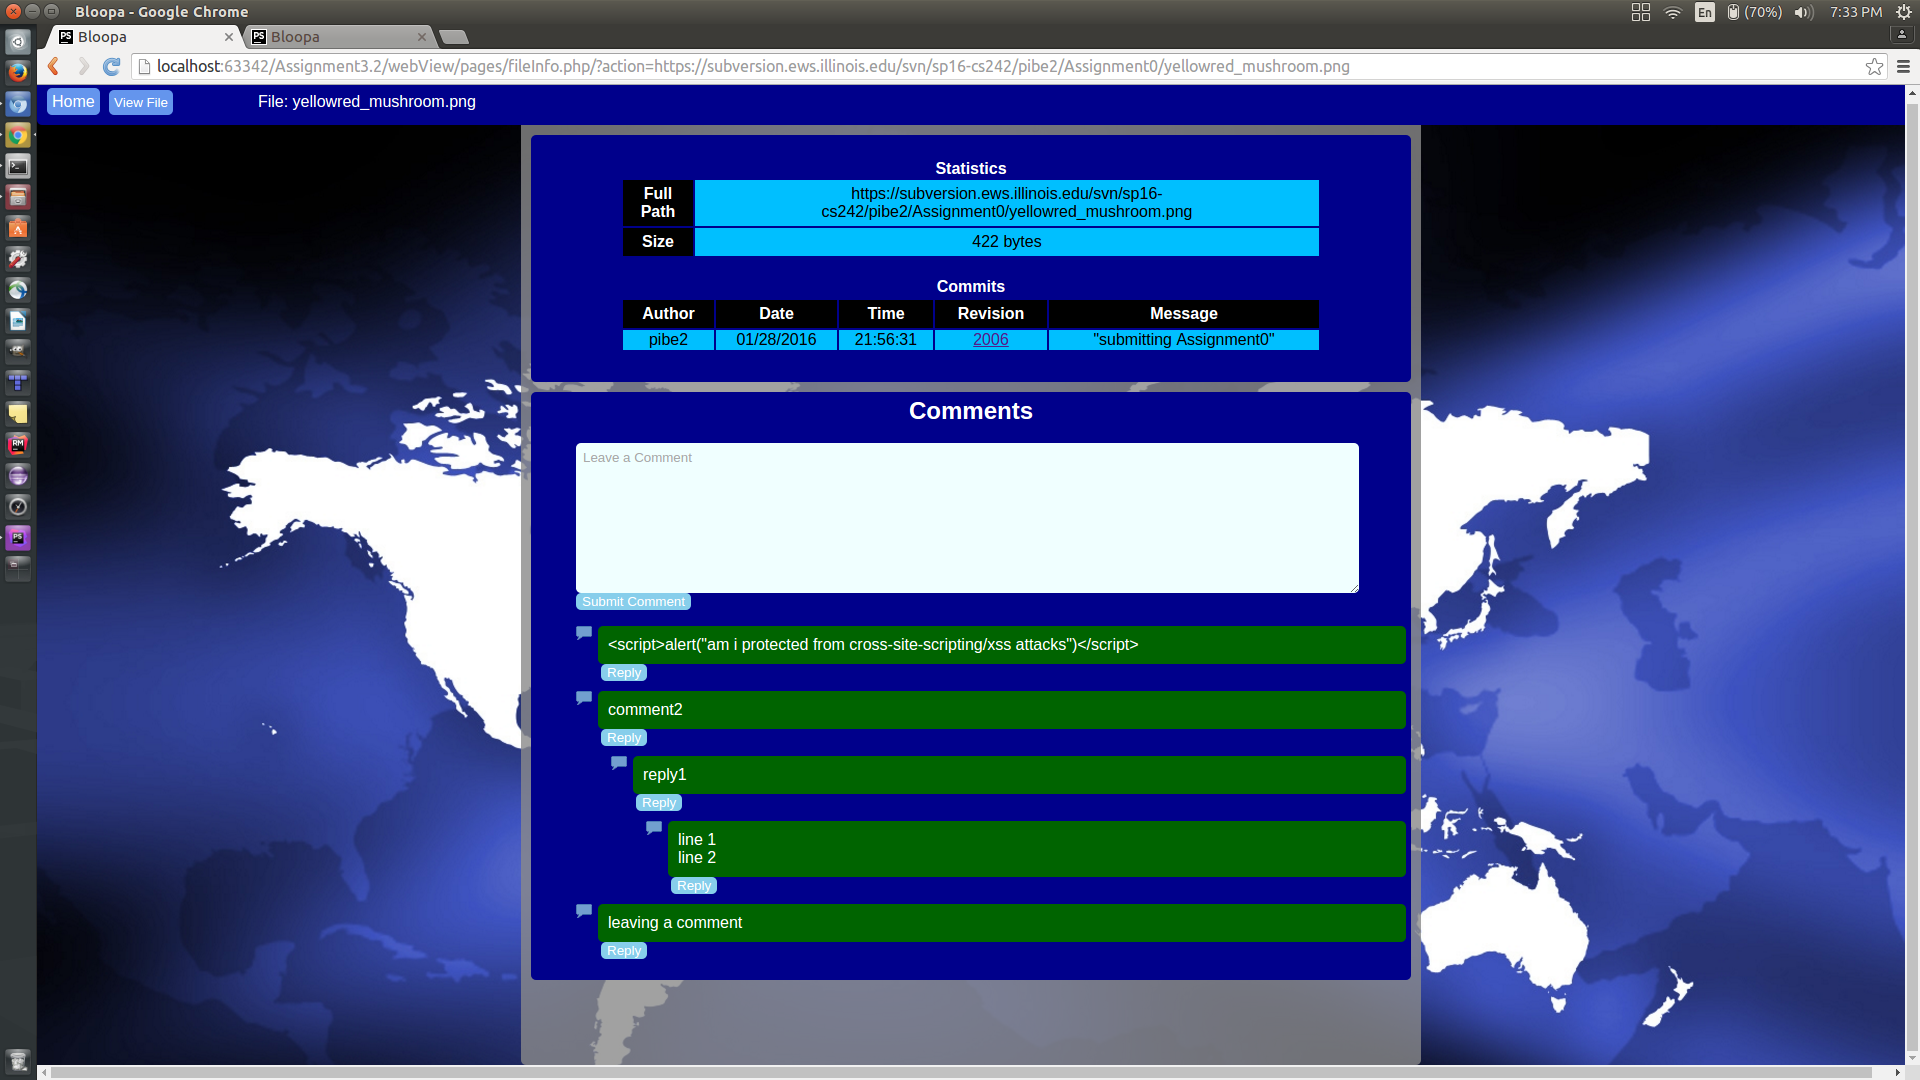 Bloopa - Google Chrome
En
(70%)
7:33 PM
PS Bloopa
PS Bloopa
localhost:63342/Assignment3.2/webView/pages/fileInfo.php/?action=https://subversion.ews.illinois.edu/svn/sp16-cs242/pibe2/Assignment0/yellowred_mushroom.png
Home
View File
File: yellowred_mushroom.png
Statistics
Full Path
https://subversion.ews.illinois.edu/svn/sp16-
cs242/pibe2/Assignment0/yellowred_mushroom.png
Size
422 bytes
Commits
Author Date Time Revision Message
pibe2 01/28/2016 21:56:31 2006 "submitting Assignment0"
Comments
Leave a Comment
Submit Comment
<script>alert("am i protected from cross-site-scripting/xss attacks")</script>
Reply
comment2
Reply
reply1
Reply
line 1
line 2
Reply
leaving a comment
Reply
RM
PS